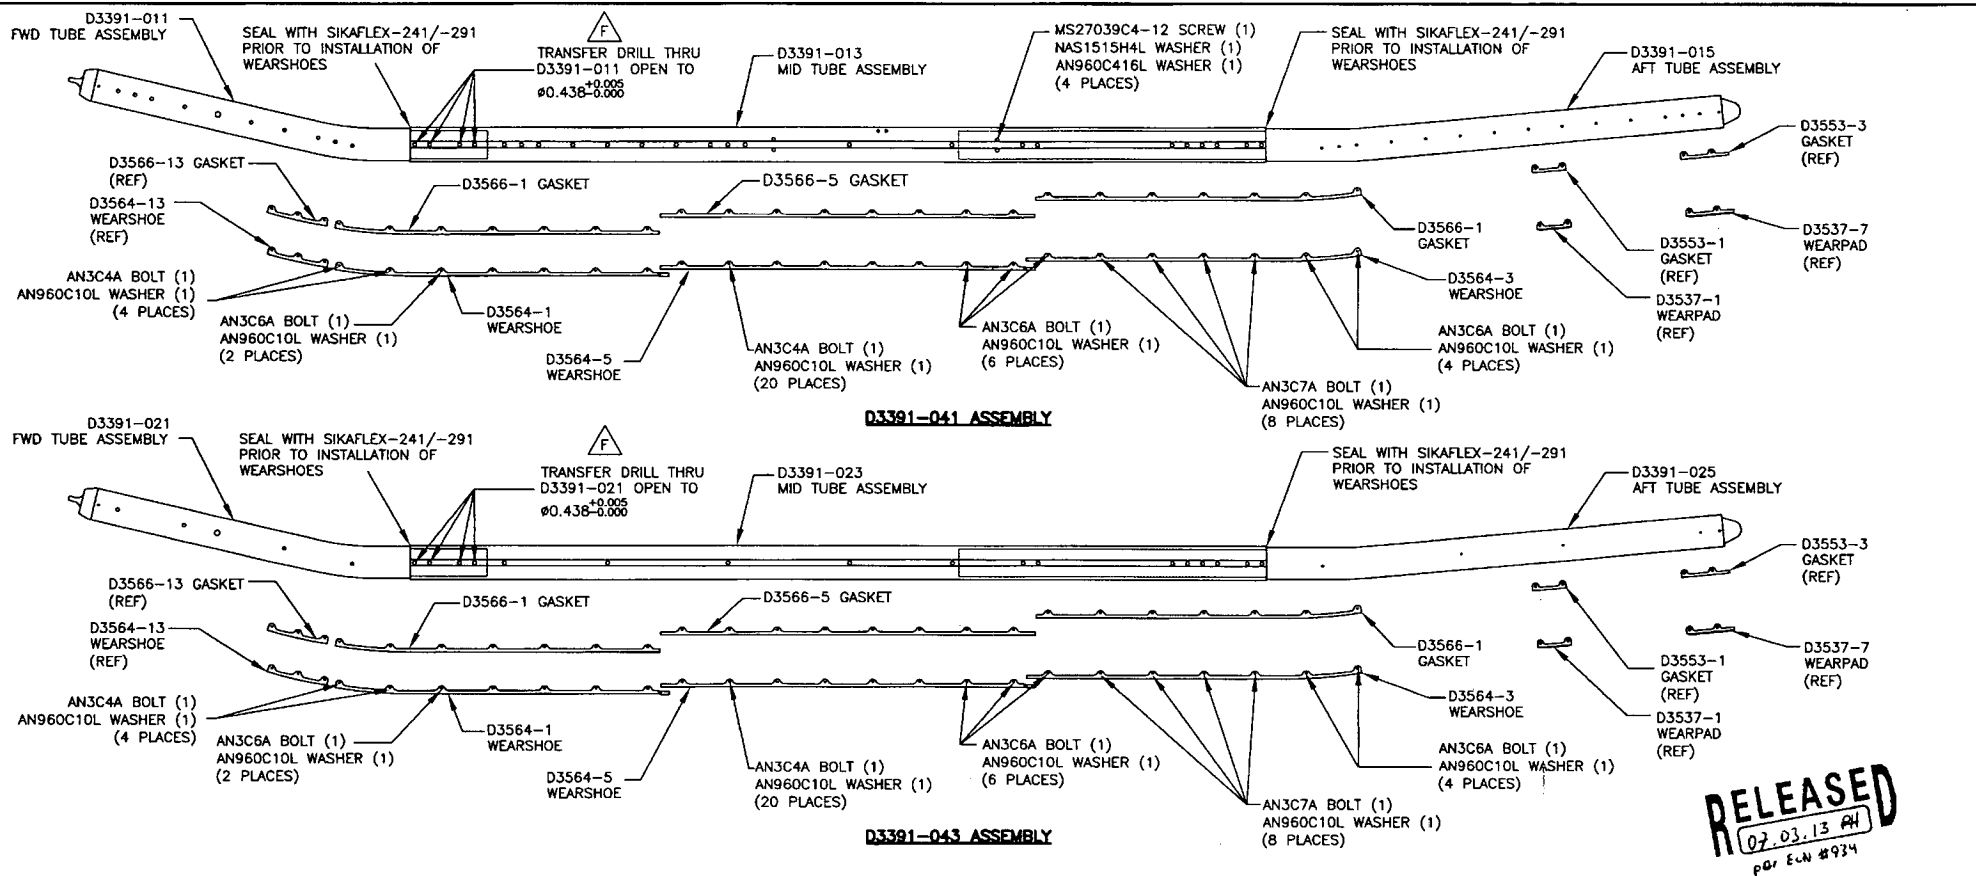 D3391-011
FWD TUBE ASSEMBLY
SEAL WITH SIKAFLEX-241/-291
PRIOR TO INSTALLATION OF
WEARSHOES
F
TRANSFER DRILL THRU
D3391-011 OPEN TO
ø0.438+0.005-0.000
D3391-013
MID TUBE ASSEMBLY
MS27039C4-12 SCREW (1)
NAS1515H4L WASHER (1)
AN960C416L WASHER (1)
(4 PLACES)
SEAL WITH SIKAFLEX-241/-291
PRIOR TO INSTALLATION OF
WEARSHOES
D3391-015
AFT TUBE ASSEMBLY
D3553-3
GASKET
(REF)
D3566-13 GASKET
(REF)
D3566-1 GASKET
D3566-5 GASKET
D3564-13
WEARSHOE
(REF)
D3566-1
GASKET
D3553-1
GASKET
(REF)
D3537-7
WEARPAD
(REF)
AN3C4A BOLT (1)
AN960C10L WASHER (1)
(4 PLACES)
AN3C6A BOLT (1)
AN960C10L WASHER (1)
(2 PLACES)
D3564-1
WEARSHOE
D3564-5
WEARSHOE
AN3C4A BOLT (1)
AN960C10L WASHER (1)
(20 PLACES)
AN3C6A BOLT (1)
AN960C10L WASHER (1)
(6 PLACES)
AN3C7A BOLT (1)
AN960C10L WASHER (1)
(8 PLACES)
D3564-3
WEARSHOE
AN3C6A BOLT (1)
AN960C10L WASHER (1)
(4 PLACES)
D3537-1
WEARPAD
(REF)
D3391-041 ASSEMBLY
D3391-021
FWD TUBE ASSEMBLY
SEAL WITH SIKAFLEX-241/-291
PRIOR TO INSTALLATION OF
WEARSHOES
F
TRANSFER DRILL THRU
D3391-021 OPEN TO
ø0.438+0.005-0.000
D3391-023
MID TUBE ASSEMBLY
SEAL WITH SIKAFLEX-241/-291
PRIOR TO INSTALLATION OF
WEARSHOES
D3391-025
AFT TUBE ASSEMBLY
D3553-3
GASKET
(REF)
D3566-13 GASKET
(REF)
D3566-1 GASKET
D3566-5 GASKET
D3564-13
WEARSHOE
(REF)
D3566-1
GASKET
D3553-1
GASKET
(REF)
D3537-7
WEARPAD
(REF)
AN3C4A BOLT (1)
AN960C10L WASHER (1)
(4 PLACES)
AN3C6A BOLT (1)
AN960C10L WASHER (1)
(2 PLACES)
D3564-1
WEARSHOE
D3564-5
WEARSHOE
AN3C4A BOLT (1)
AN960C10L WASHER (1)
(20 PLACES)
AN3C6A BOLT (1)
AN960C10L WASHER (1)
(6 PLACES)
AN3C7A BOLT (1)
AN960C10L WASHER (1)
(8 PLACES)
D3564-3
WEARSHOE
AN3C6A BOLT (1)
AN960C10L WASHER (1)
(4 PLACES)
D3537-1
WEARPAD
(REF)
D3391-043 ASSEMBLY
RELEASED
07.03.13
per ECN #934